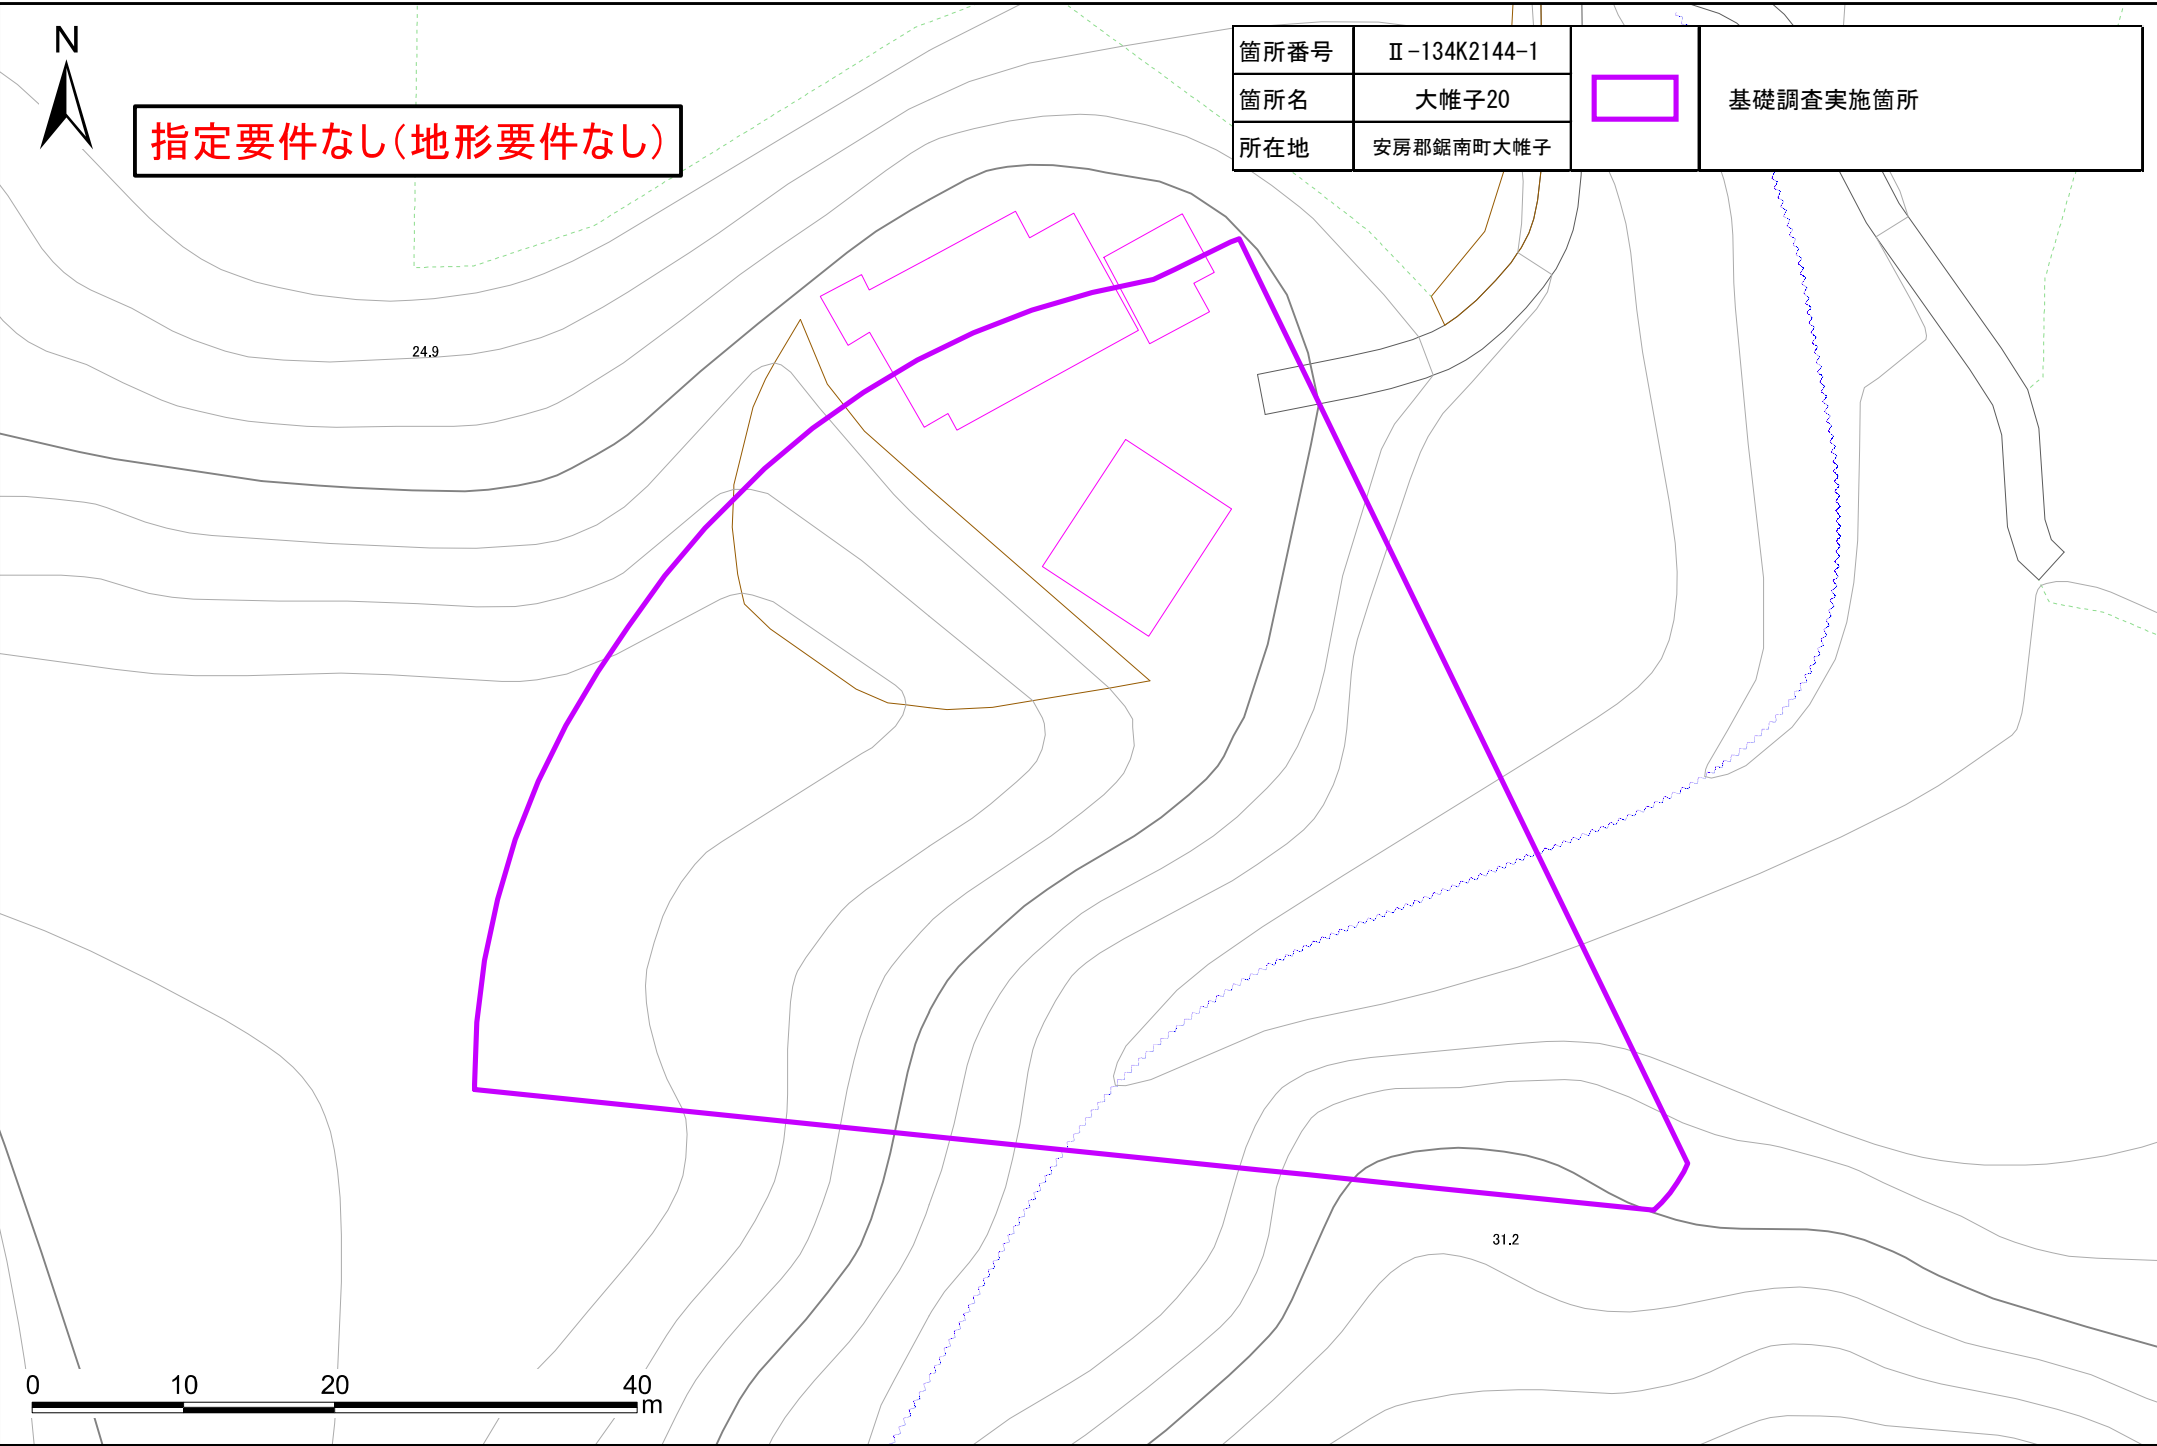 N
指定要件なし(地形要件なし)
箇所番号 Ⅱ-134K2144-1
箇所名 大帷子20
所在地 安房郡鋸南町大帷子
基礎調査実施箇所
24.9
31.2
0 10 20 40
m